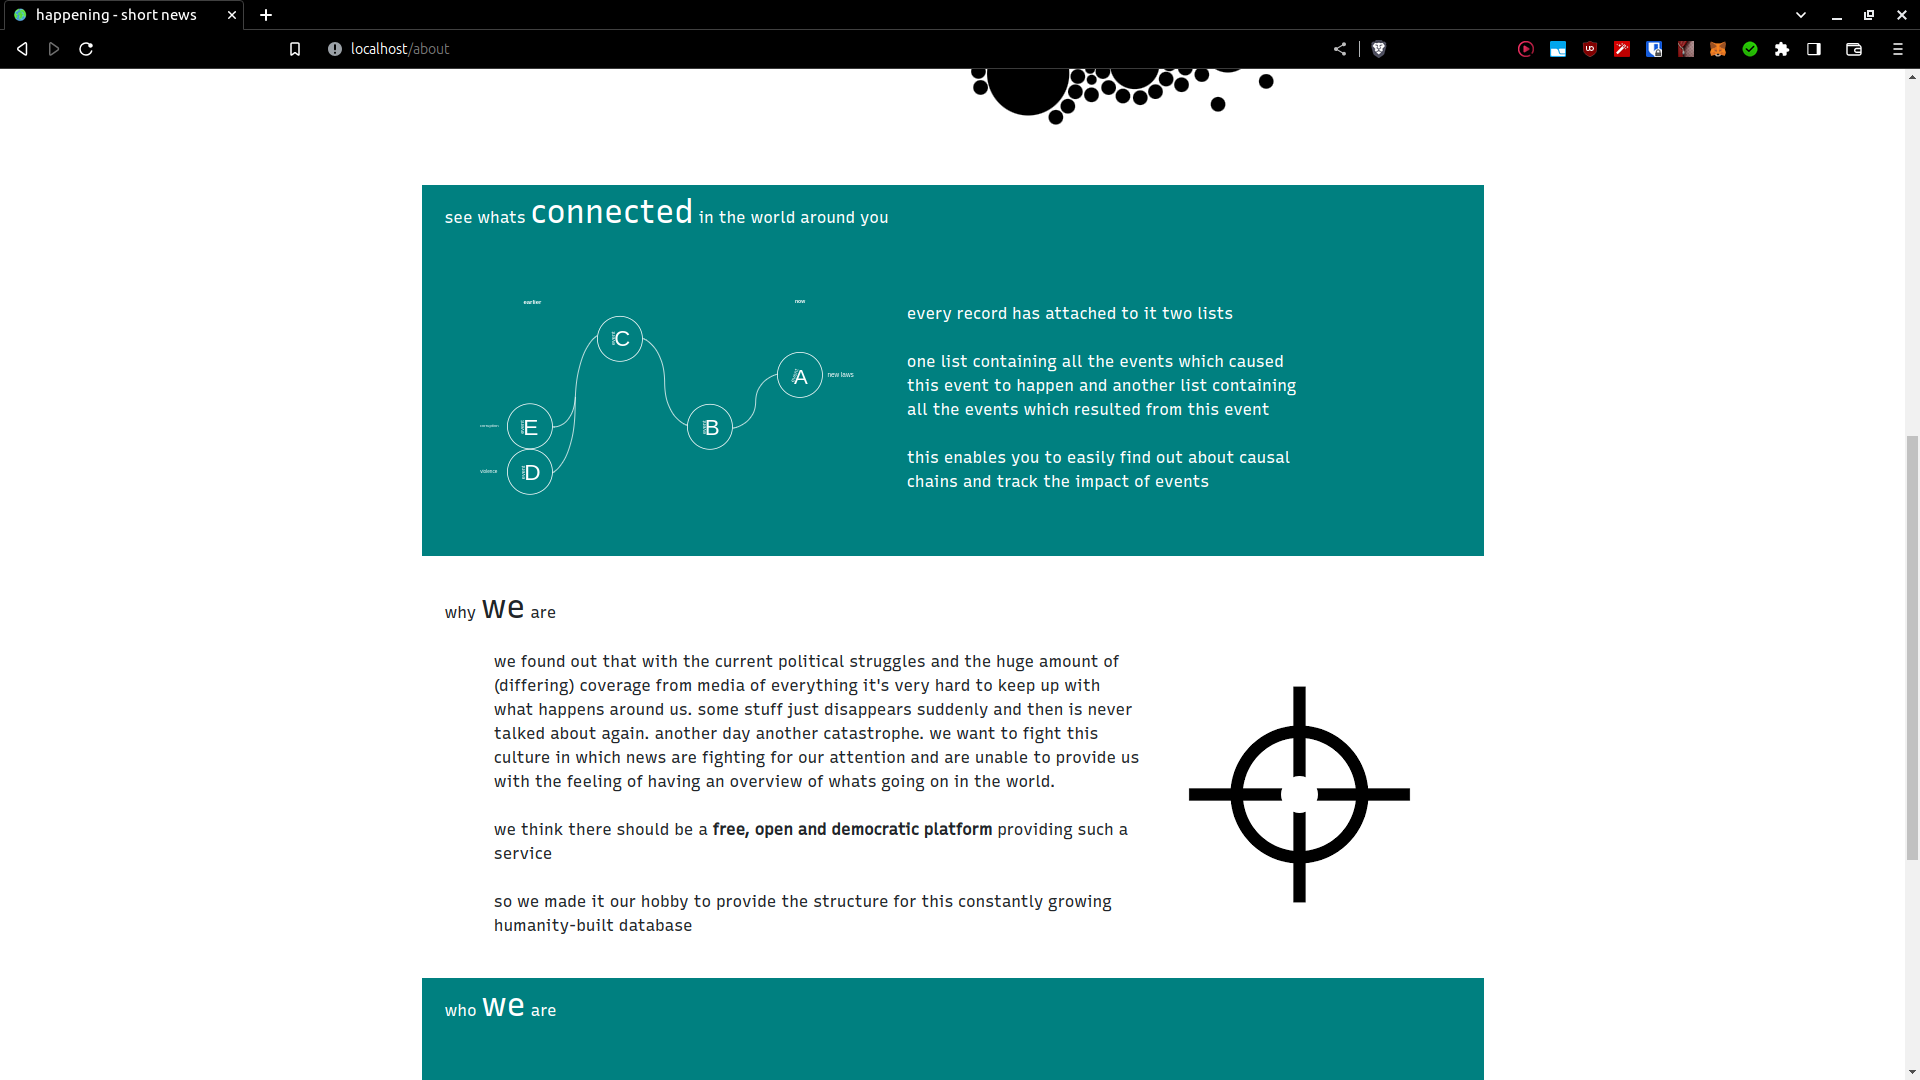 happening - short news
localhost/about
see whats connected in the world around you
earlier
now
C
A
new laws
E
B
violence
D
every record has attached to it two lists
one list containing all the events which caused
this event to happen and another list containing
all the events which resulted from this event
this enables you to easily find out about causal
chains and track the impact of events
why we are
we found out that with the current political struggles and the huge amount of
(differing) coverage from media of everything it's very hard to keep up with
what happens around us. some stuff just disappears suddenly and then is never
talked about again. another day another catastrophe. we want to fight this
culture in which news are fighting for our attention and are unable to provide us
with the feeling of having an overview of whats going on in the world.
we think there should be a free, open and democratic platform providing such a
service
so we made it our hobby to provide the structure for this constantly growing
humanity-built database
who we are